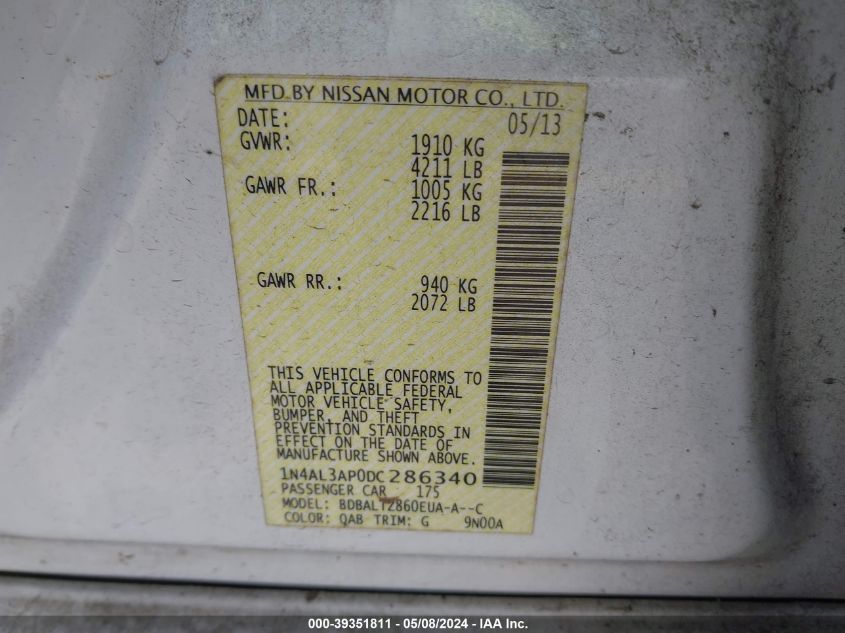 MFD.BY NISSAN MOTOR CO., LTD.
DATE: 05/13
GVWR: 1910 KG
4211 LB
GAWR FR.: 1005 KG
2216 LB
GAWR RR.: 940 KG
2072 LB
THIS VEHICLE CONFORMS TO
ALL APPLICABLE FEDERAL
MOTOR VEHICLE SAFETY,
BUMPER, AND THEFT
PREVENTION STANDARDS IN
EFFECT ON THE DATE OF
MANUFACTURE SHOWN ABOVE.
1N4AL3AP0DC286340
PASSENGER CAR 175
MODEL: BDBALTZ860EUA-A--C
COLOR: QAB TRIM: G 9N00A
000-39351811 - 05/08/2024 - IAA Inc.